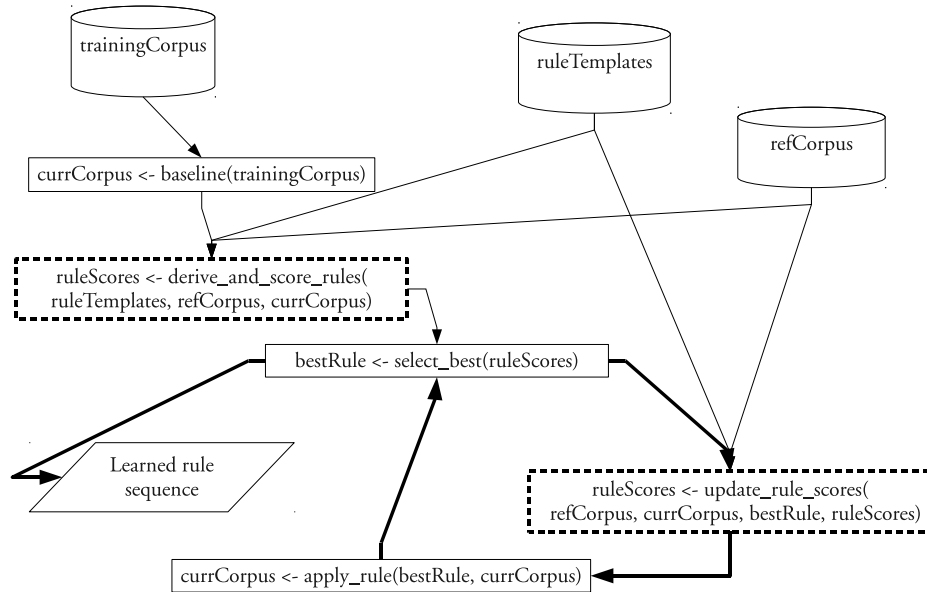 trainingCorpus
ruleTemplates
refCorpus
currCorpus <- baseline(trainingCorpus)
ruleScores <- derive_and_score_rules(
ruleTemplates, refCorpus, currCorpus)
bestRule <- select_best(ruleScores)
Learned rule
sequence
ruleScores <- update_rule_scores(
refCorpus, currCorpus, bestRule, ruleScores)
currCorpus <- apply_rule(bestRule, currCorpus)